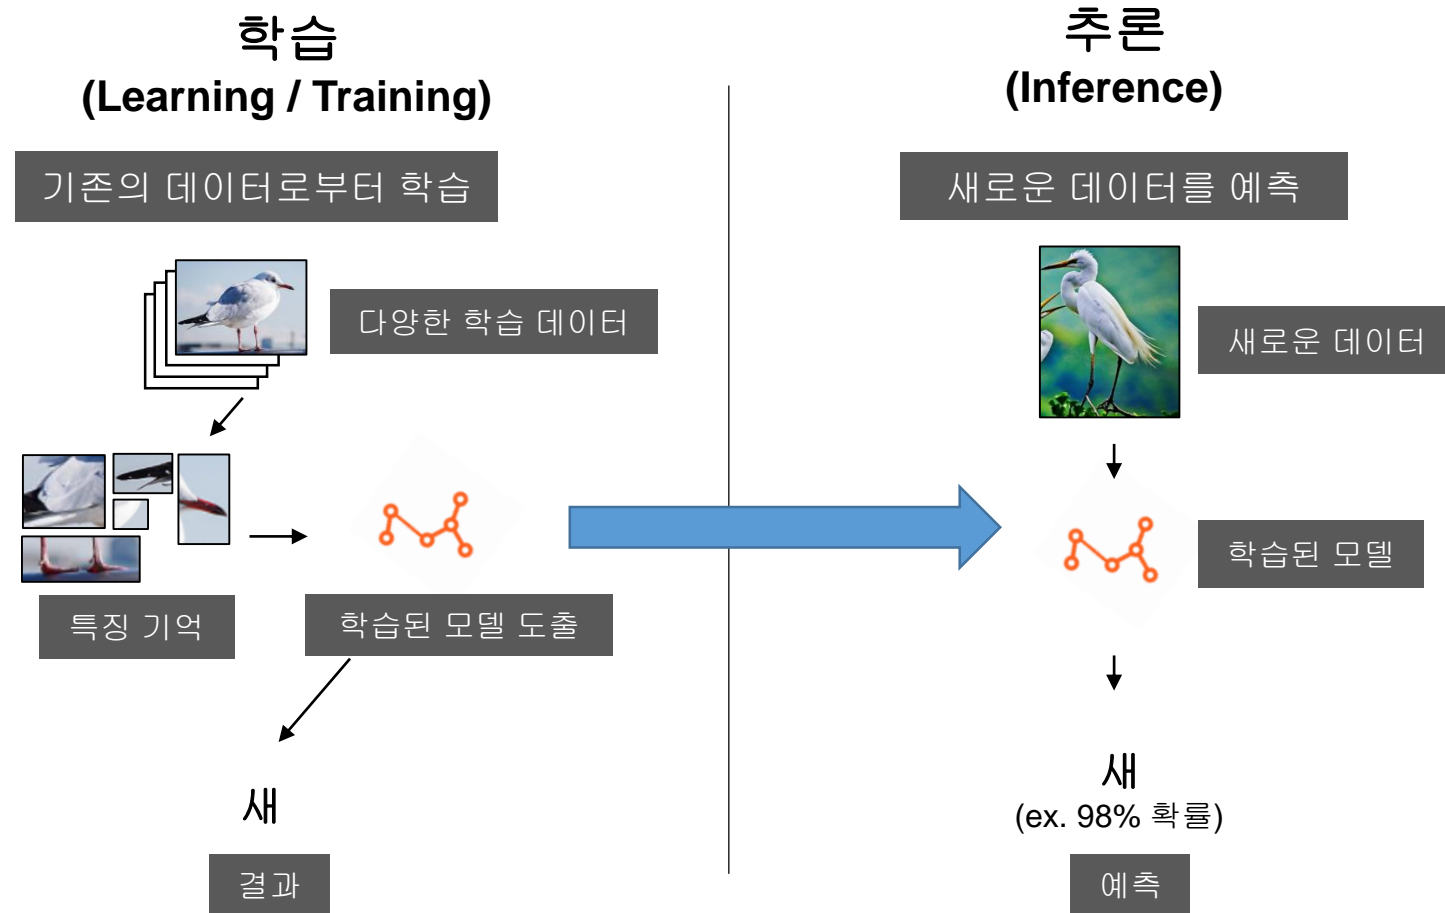 학습
(Learning / Training)
기존의 데이터로부터 학습
다양한 학습 데이터
특징 기억
학습된 모델 도출
새
결과
추론
(Inference)
새로운 데이터를 예측
새로운 데이터
학습된 모델
새
(ex. 98% 확률)
예측